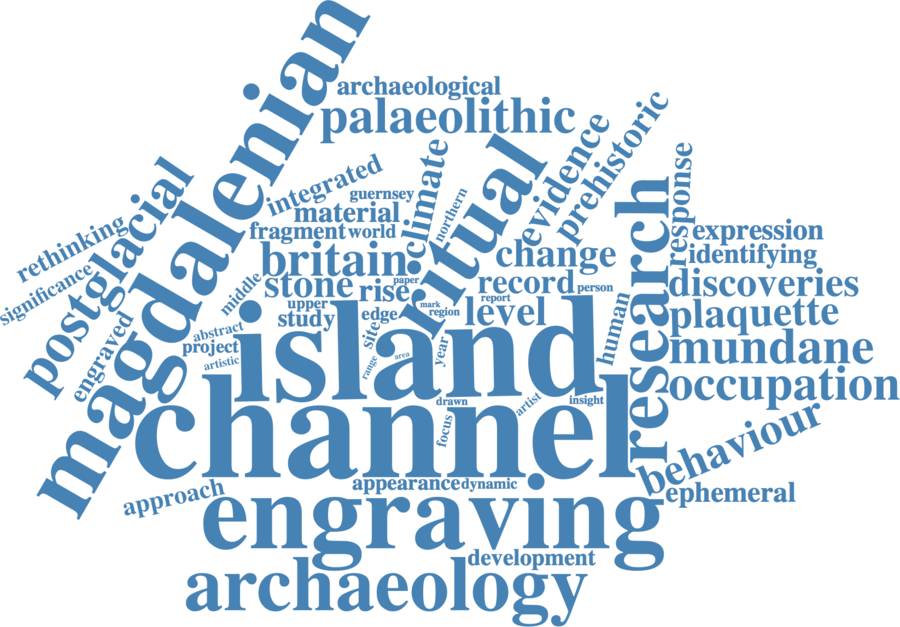 magdalenian
archaeological
palaeolithic
postglacial
integrated
climate
ritual
evidence
prehistoric
response
rethinking
significance
guernsey
northern
material
fragment
world
research
expression
britain
change
identifying
middle
stone
paper
rise
record
person
discoveries
upper
mark
report
study
edge
region
level
human
plaquette
engraved
abstract
project
artistic
site
range
area
year
mundane
island
occupation
channel
drawn
focus
artist
insight
behaviour
approach
appearance
dynamic
ephemeral
engraving
development
archaeology